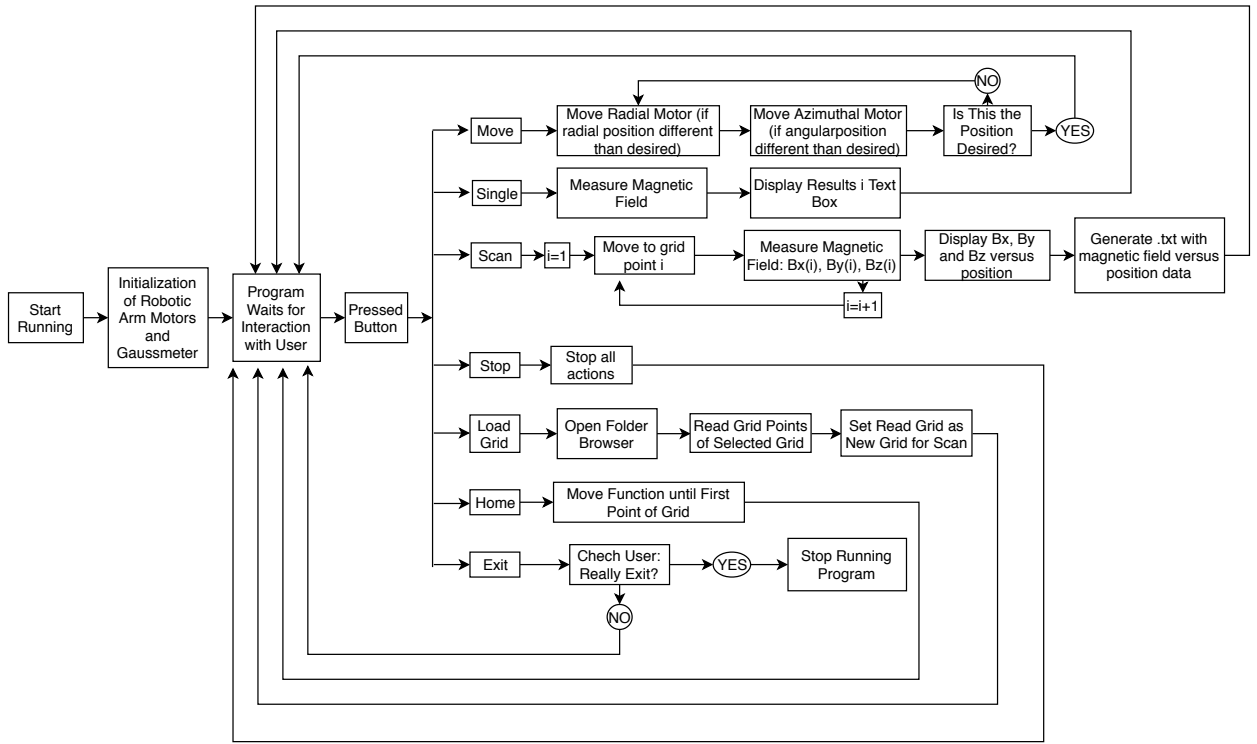 Start
Running
Initialization
of Robotic
Arm Motors
and
Gaussmeter
Program
Waits for
Interaction
with User
Pressed
Button
Move
Move Radial Motor (if
radial position different
than desired)
Move Azimuthal Motor
(if angularposition
different than desired)
Is This the
Position
Desired?
NO
YES
Single
Measure Magnetic
Field
Display Results i Text
Box
Scan
i=1
Move to grid
point i
Measure Magnetic
Field: Bx(i), By(i), Bz(i)
i=i+1
Display Bx, By
and Bz versus
position
Generate .txt with
magnetic field versus
position data
Stop
Stop all
actions
Load
Grid
Open Folder
Browser
Read Grid Points
of Selected Grid
Set Read Grid as
New Grid for Scan
Home
Move Function until First
Point of Grid
Exit
Chech User:
Really Exit?
YES
Stop Running
Program
NO